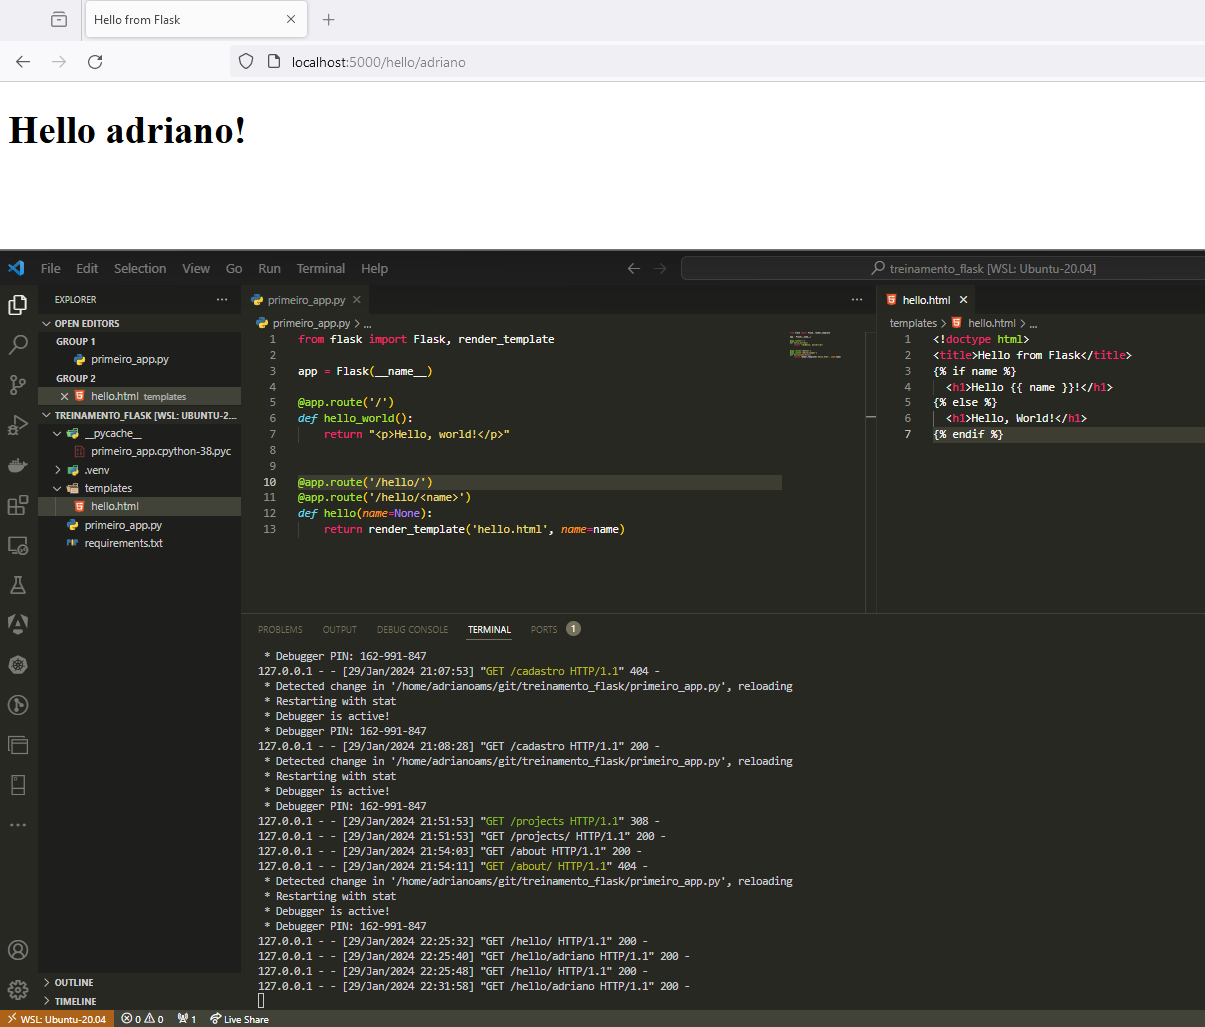 Hello from Flask
localhost:5000/hello/adriano
Hello adriano!
File Edit Selection View Go Run Terminal Help
treinamento_flask [WSL: Ubuntu-20.04]
EXPLORER
OPEN EDITORS
GROUP 1
primeiro_app.py
GROUP 2
hello.html templates
TREINAMENTO_FLASK [WSL: UBUNTU-2...
__pycache__
primeiro_app.cpython-38.pyc
.venv
templates
hello.html
primeiro_app.py
requirements.txt
OUTLINE
TIMELINE
primeiro_app.py
primeiro_app.py > ...
1 from flask import Flask, render_template
2
3 app = Flask(__name__)
4
5 @app.route('/')
6 def hello_world():
7 return "<p>Hello, world!</p>"
8
9
10 @app.route('/hello/')
11 @app.route('/hello/<name>')
12 def hello(name=None):
13 return render_template('hello.html', name=name)
hello.html
templates > hello.html > ...
1 <!doctype html>
2 <title>Hello from Flask</title>
3 {% if name %}
4 <h1>Hello {{ name }}!</h1>
5 {% else %}
6 <h1>Hello, World!</h1>
7 {% endif %}
PROBLEMS OUTPUT DEBUG CONSOLE TERMINAL PORTS 1
* Debugger PIN: 162-991-847
127.0.0.1 - - [29/Jan/2024 21:07:53] "GET /cadastro HTTP/1.1" 404 -
* Detected change in '/home/adrianoams/git/treinamento_flask/primeiro_app.py', reloading
* Restarting with stat
* Debugger is active!
* Debugger PIN: 162-991-847
127.0.0.1 - - [29/Jan/2024 21:08:28] "GET /cadastro HTTP/1.1" 200 -
* Detected change in '/home/adrianoams/git/treinamento_flask/primeiro_app.py', reloading
* Restarting with stat
* Debugger is active!
* Debugger PIN: 162-991-847
127.0.0.1 - - [29/Jan/2024 21:51:53] "GET /projects HTTP/1.1" 308 -
127.0.0.1 - - [29/Jan/2024 21:51:53] "GET /projects/ HTTP/1.1" 200 -
127.0.0.1 - - [29/Jan/2024 21:54:03] "GET /about HTTP/1.1" 200 -
127.0.0.1 - - [29/Jan/2024 21:54:11] "GET /about/ HTTP/1.1" 404 -
* Detected change in '/home/adrianoams/git/treinamento_flask/primeiro_app.py', reloading
* Restarting with stat
* Debugger is active!
* Debugger PIN: 162-991-847
127.0.0.1 - - [29/Jan/2024 22:25:32] "GET /hello/ HTTP/1.1" 200 -
127.0.0.1 - - [29/Jan/2024 22:25:40] "GET /hello/adriano HTTP/1.1" 200 -
127.0.0.1 - - [29/Jan/2024 22:25:48] "GET /hello/ HTTP/1.1" 200 -
127.0.0.1 - - [29/Jan/2024 22:31:58] "GET /hello/adriano HTTP/1.1" 200 -
WSL: Ubuntu-20.04 0 0 1 Live Share